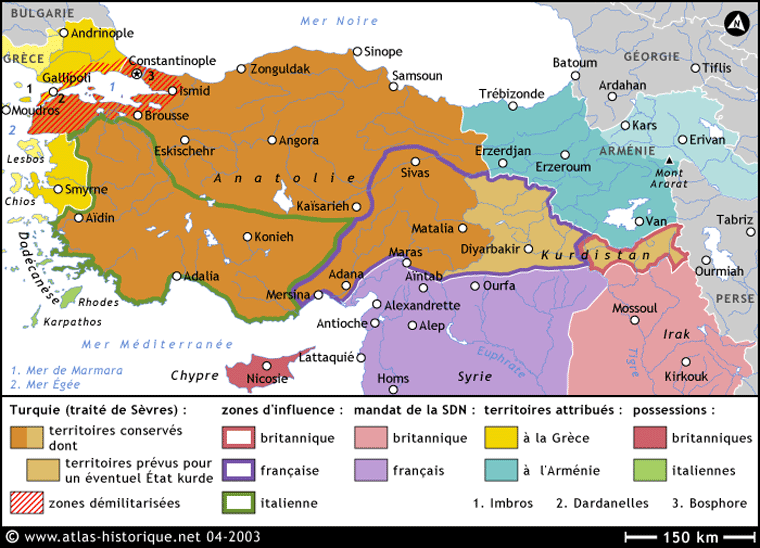 BULGARIE
Mer Noire
N
Andrinople
GRÈCE
Constantinople
3
Sinope
GÉORGIE
Zonguldak
Batoum
Tiflis
Gallipoli
1
2
1.
Ismid
Samsoun
Ardahan
Moudros
2
Brousse
Trébizonde
Kars
Erivan
Eskischehr
Angora
Erzerdjan
Erzeroum
ARMÉNIE
Lesbos
Sivas
Mont
Ararat
Anatolie
Smyrne
Chios
Kaïsarieh
Aïdin
Matalia
Van
Tabriz
Konieh
Diyarbakir
Kurdistan
Dodécanèse
Maras
Adalia
Adana
Aïntab
Ourfa
Ourmiah
Rhodes
Mersina
Alexandrette
PERSE
Karpathos
Antioche
Alep
Mossoul
Mer Méditerranée
Irak
Lattaquié
Euphrate
Tigre
1. Mer de Marmara
2. Mer Égée
Chypre
Nicosie
Homs
Syrie
Kirkouk
Turquie (traité de Sèvres) :
territoires conservés
dont
territoires prévus pour
un éventuel État kurde
zones démilitarisées
zones d'influence :
britannique
française
italienne
mandat de la SDN :
britannique
français
territoires attribués :
à la Grèce
à l'Arménie
possessions :
britanniques
italiennes
1. Imbros 2. Dardanelles 3. Bosphore
© www.atlas-historique.net 04-2003
150 km